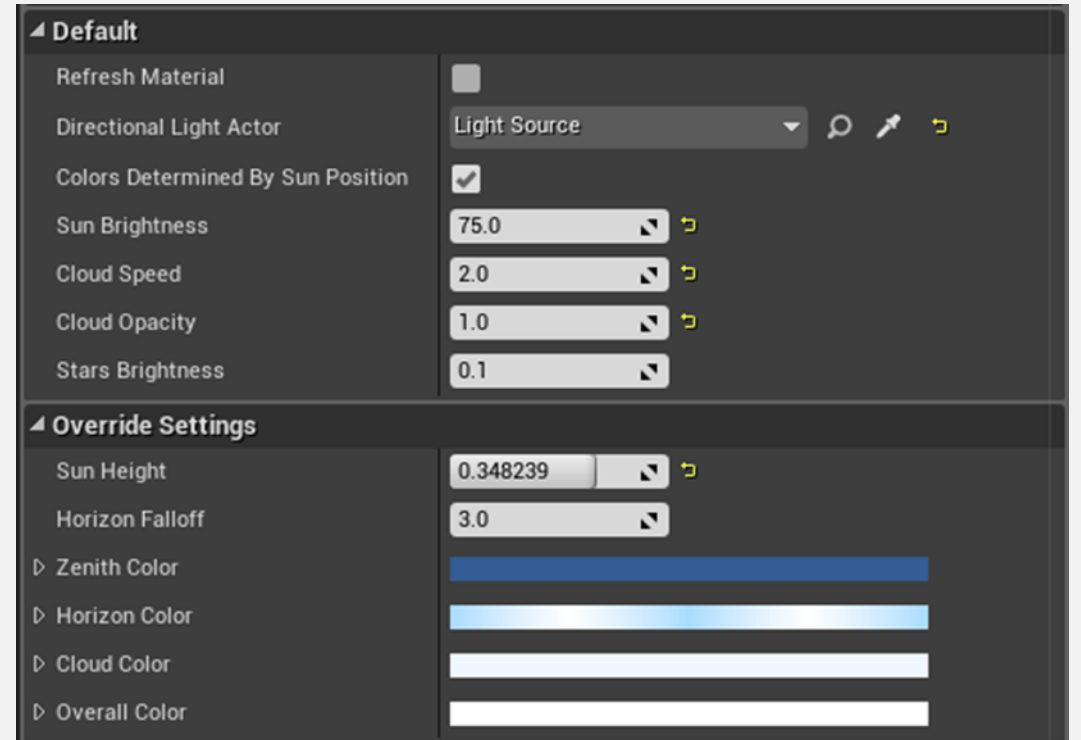 Default
Refresh Material
Directional Light Actor Light Source
Colors Determined By Sun Position
Sun Brightness 75.0
Cloud Speed 2.0
Cloud Opacity 1.0
Stars Brightness 0.1
Override Settings
Sun Height 0.348239
Horizon Falloff 3.0
Zenith Color
Horizon Color
Cloud Color
Overall Color